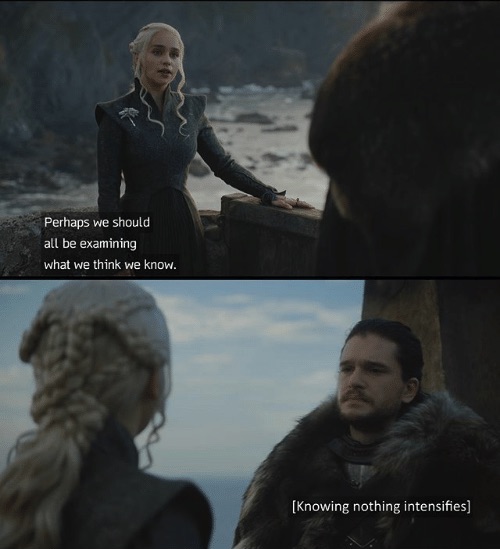 Perhaps we should
all be examining
what we think we know.
[Knowing nothing intensifies]